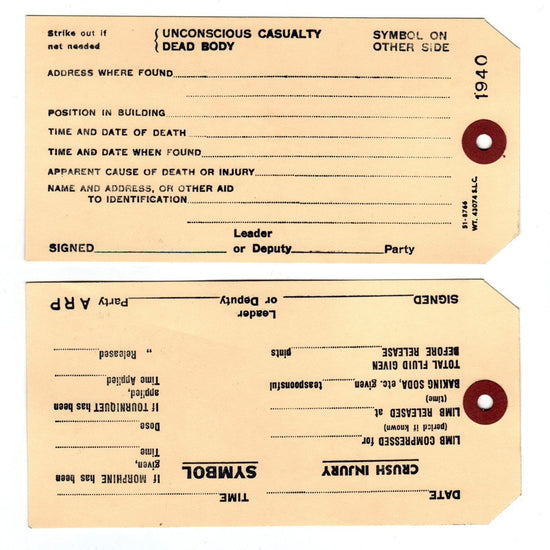 Strike out if { UNCONSCIOUS CASUALTY SYMBOL ON
not needed { DEAD BODY OTHER SIDE
ADDRESS WHERE FOUND
POSITION IN BUILDING
TIME AND DATE OF DEATH
TIME AND DATE WHEN FOUND
APPARENT CAUSE OF DEATH OR INJURY
NAME AND ADDRESS, OR OTHER AID
TO IDENTIFICATION
Leader
SIGNED or Deputy Party
1940
51-8766
WT. 43074 S.L.C.
DATE TIME
CRUSH INJURY
LIMB COMPRESSED for
(period if known)
LIMB RELEASED at
(time)
BAKING SODA, etc. given teaspoonsful
TOTAL FLUID GIVEN
BEFORE RELEASE pints
SYMBOL
If MORPHINE has been
given,
Time
Dose
If TOURNIQUET has been
applied,
Time Applied
,, Released
Leader
SIGNED or Deputy Party ARP